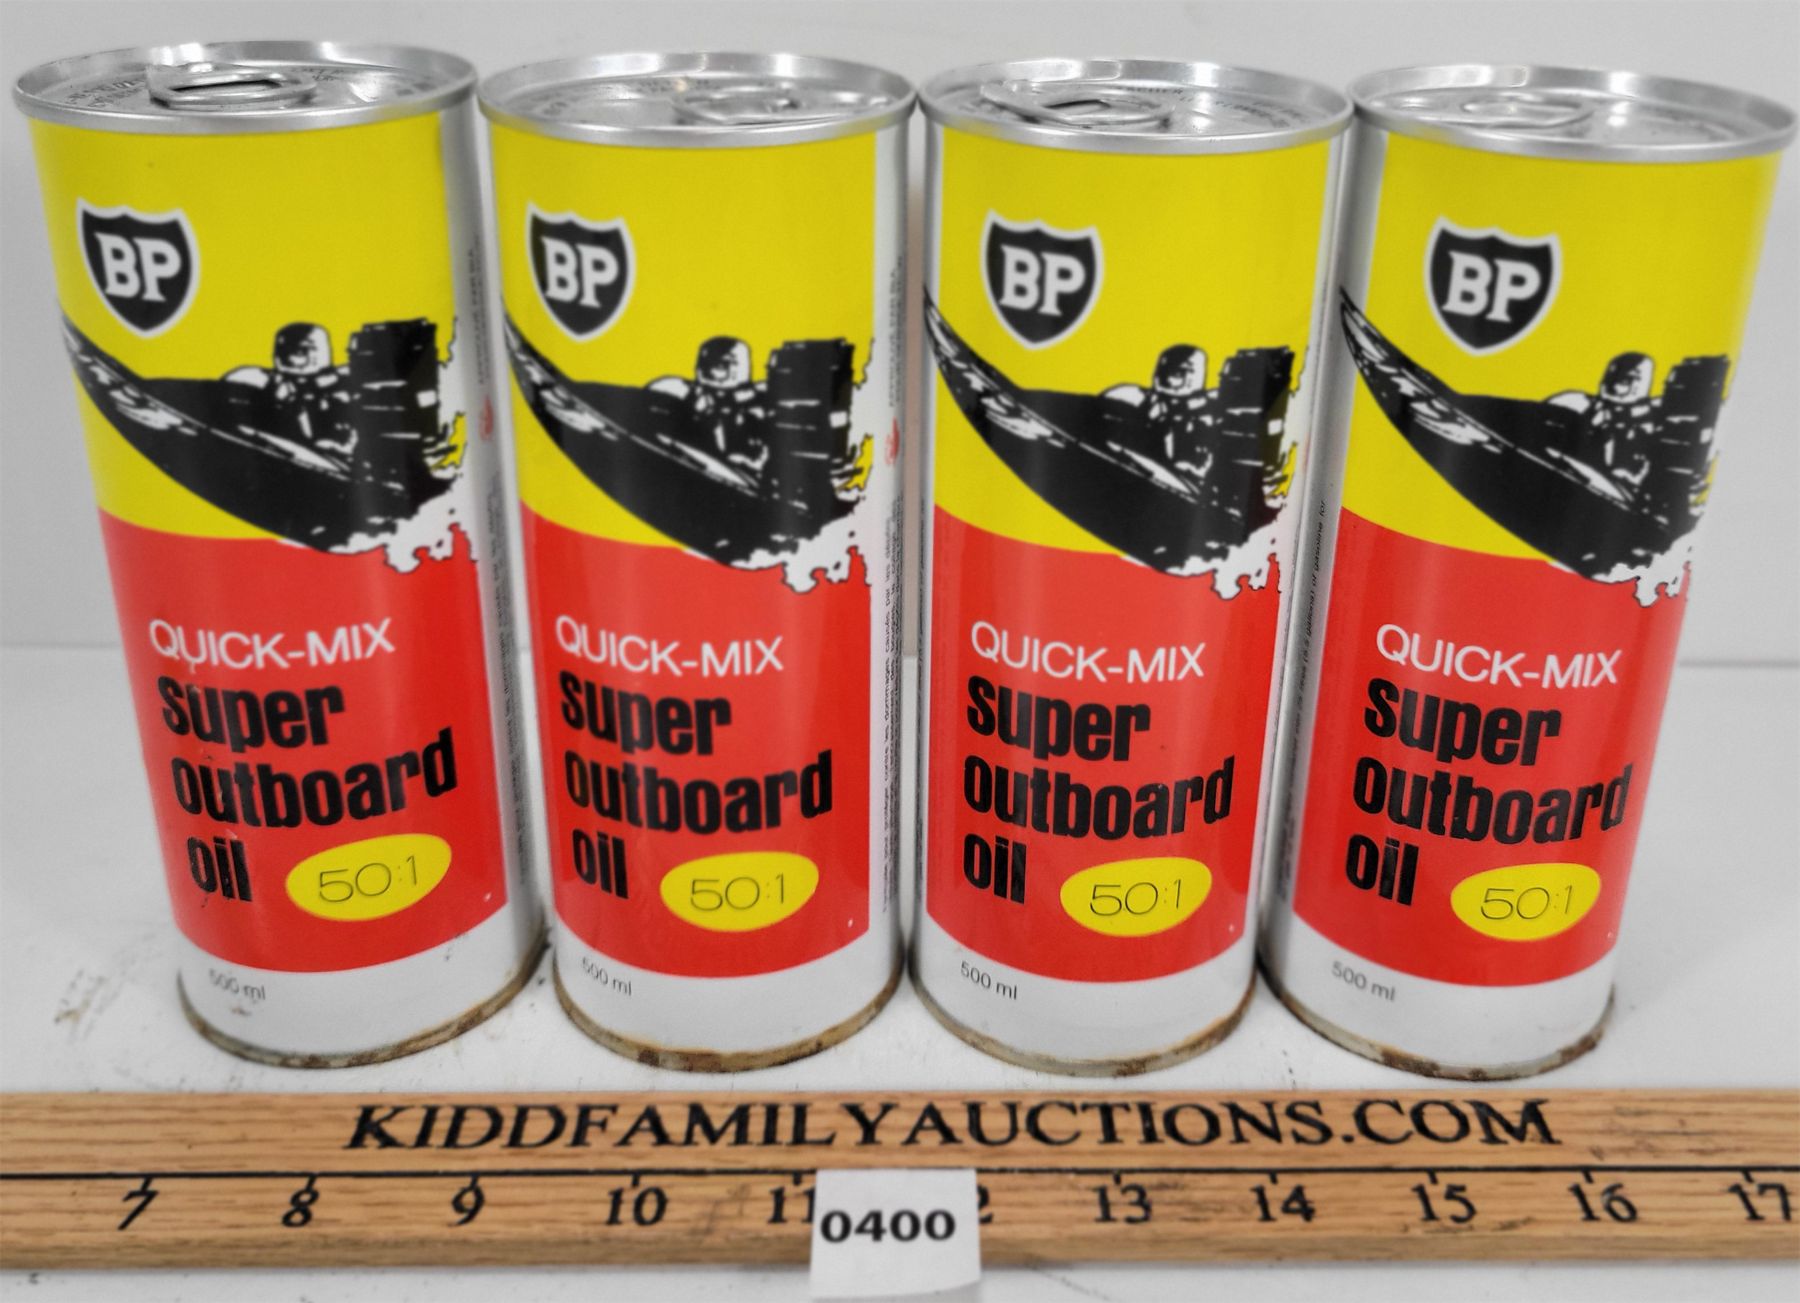 BP
QUICK-MIX
super
outboard
oil
50:1
500 ml
BP
QUICK-MIX
super
outboard
oil
50:1
500 ml
BP
QUICK-MIX
super
outboard
oil
50:1
500 ml
BP
QUICK-MIX
super
outboard
oil
50:1
500 ml
KIDDFAMILYAUCTIONS.COM
7 8 9 10 11 2 13 14 15 16 17
0400